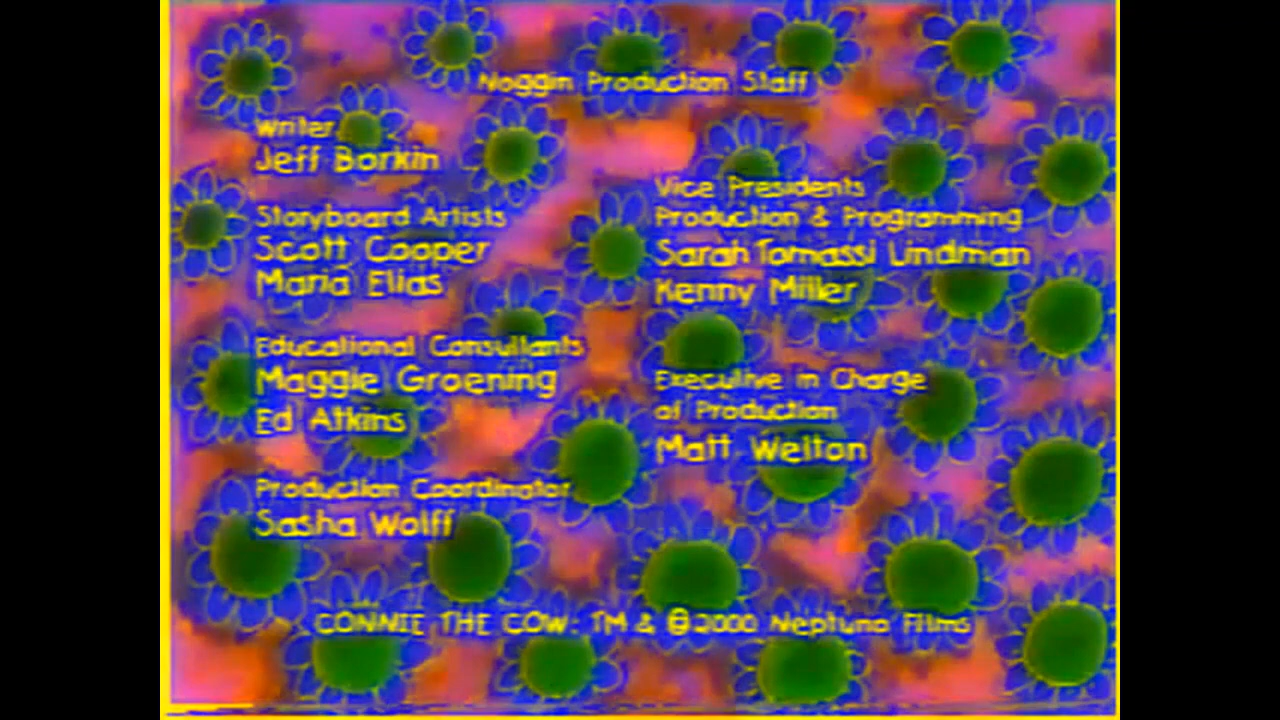 Noggin Production Staff
Writer
Jeff Borkin
Storyboard Artists
Scott Cooper
Maria Elias
Educational Consultants
Maggie Groening
Ed Atkins
Production Coordinator
Sasha Wolff
Vice Presidents
Production & Programming
Sarah Tomassi Lindman
Kenny Miller
Executive in Charge
of Production
Matt Welton
CONNIE THE COW: TM & ©2000 Neptuno Films